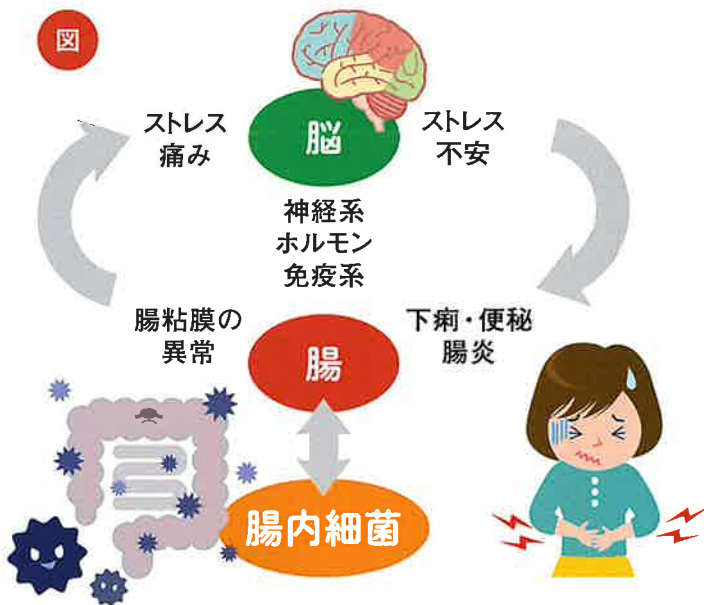 図
ストレス
痛み
脳
ストレス
不安
神経系
ホルモン
免疫系
腸粘膜の
異常
腸
下痢・便秘
腸炎
腸内細菌